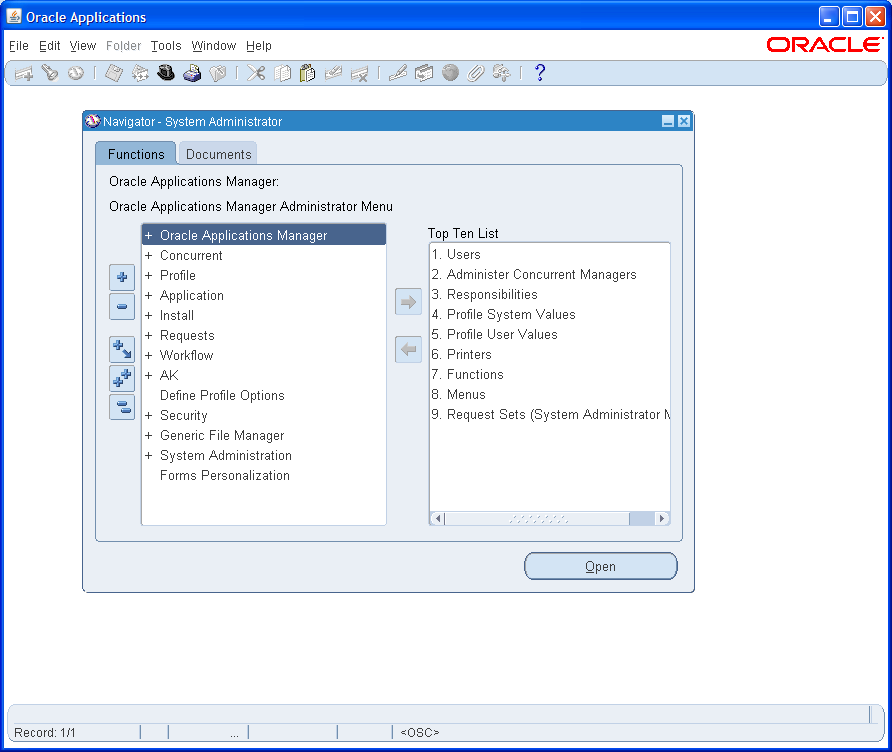 Oracle Applications
File Edit View Folder Tools Window Help
ORACLE
?
Navigator - System Administrator
Functions Documents
Oracle Applications Manager:
Oracle Applications Manager Administrator Menu
+ Oracle Applications Manager
+ Concurrent
+ Profile
+ Application
+ Install
+ Requests
+ Workflow
+ AK
Define Profile Options
+ Security
+ Generic File Manager
+ System Administration
Forms Personalization
Top Ten List
1. Users
2. Administer Concurrent Managers
3. Responsibilities
4. Profile System Values
5. Profile User Values
6. Printers
7. Functions
8. Menus
9. Request Sets (System Administrator M
Open
Record: 1/1 ... <OSC>